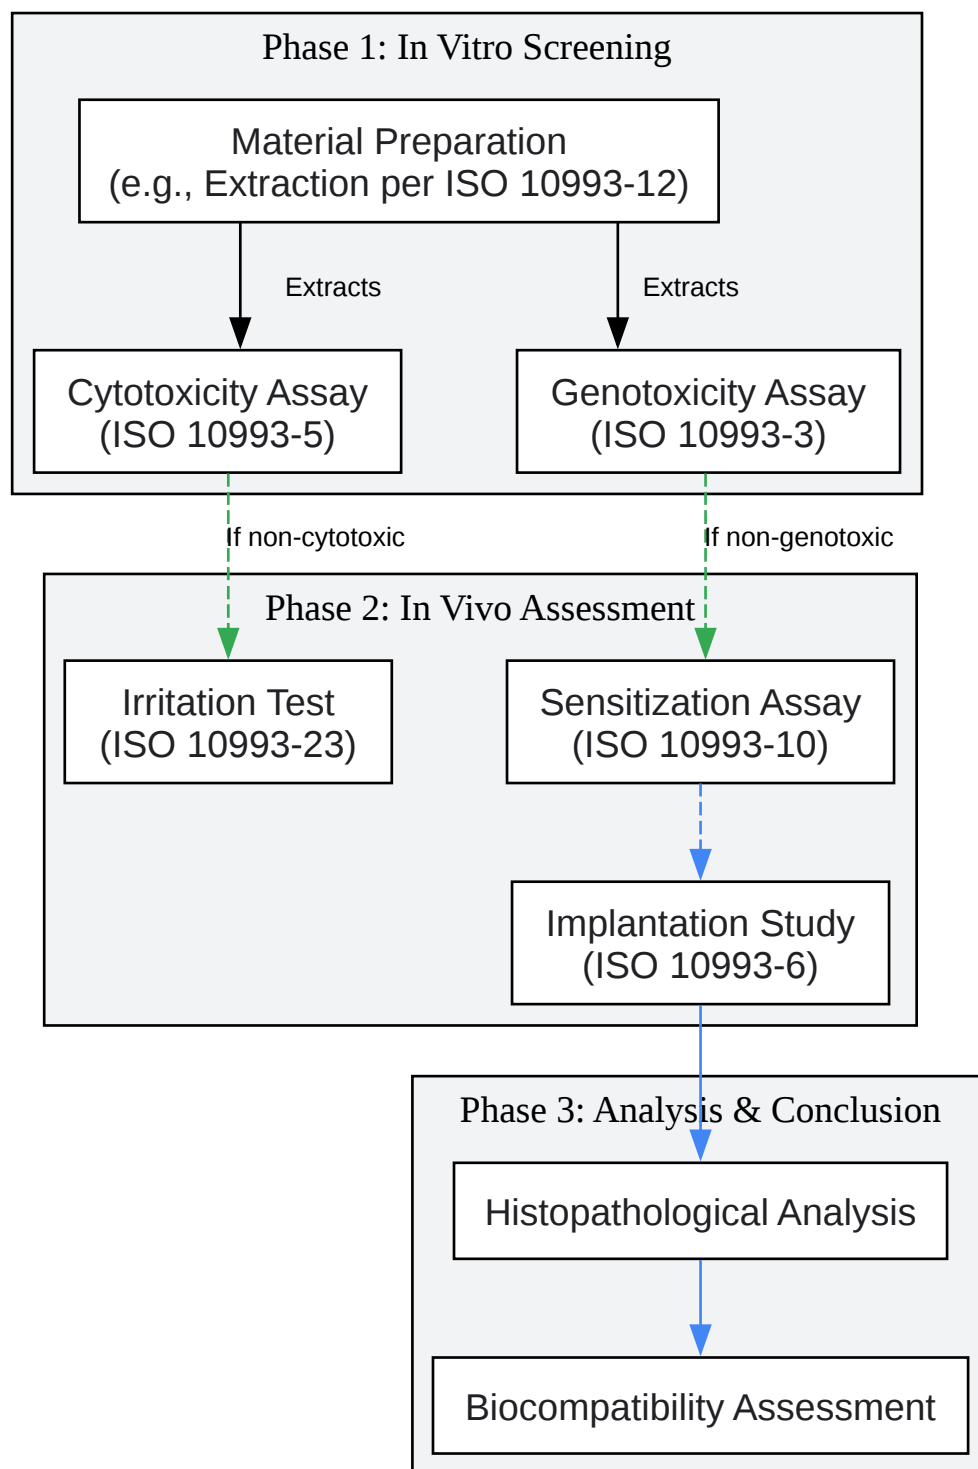 Phase 1: In Vitro Screening
Material Preparation
(e.g., Extraction per ISO 10993-12)
Extracts
Extracts
Cytotoxicity Assay
(ISO 10993-5)
Genotoxicity Assay
(ISO 10993-3)
If non-cytotoxic
If non-genotoxic
Phase 2: In Vivo Assessment
Irritation Test
(ISO 10993-23)
Sensitization Assay
(ISO 10993-10)
Implantation Study
(ISO 10993-6)
Phase 3: Analysis & Conclusion
Histopathological Analysis
Biocompatibility Assessment